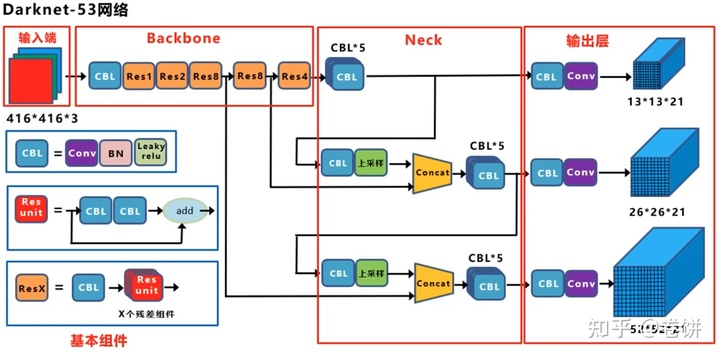 Darknet-53网络
输入端
Backbone
Neck
输出层
CBL
Res1
Res2
Res8
Res8
Res4
CBL*5
CBL
CBL
Conv
13*13*21
416*416*3
CBL
=
Conv
BN
Leaky
relu
CBL
上采样
Concat
CBL*5
CBL
CBL
Conv
26*26*21
Res
unit
=
CBL
CBL
add
CBL
上采样
Concat
CBL*5
CBL
CBL
Conv
52*52*21
ResX
=
CBL
Res
unit
X个残差组件
基本组件
知乎 @卷饼